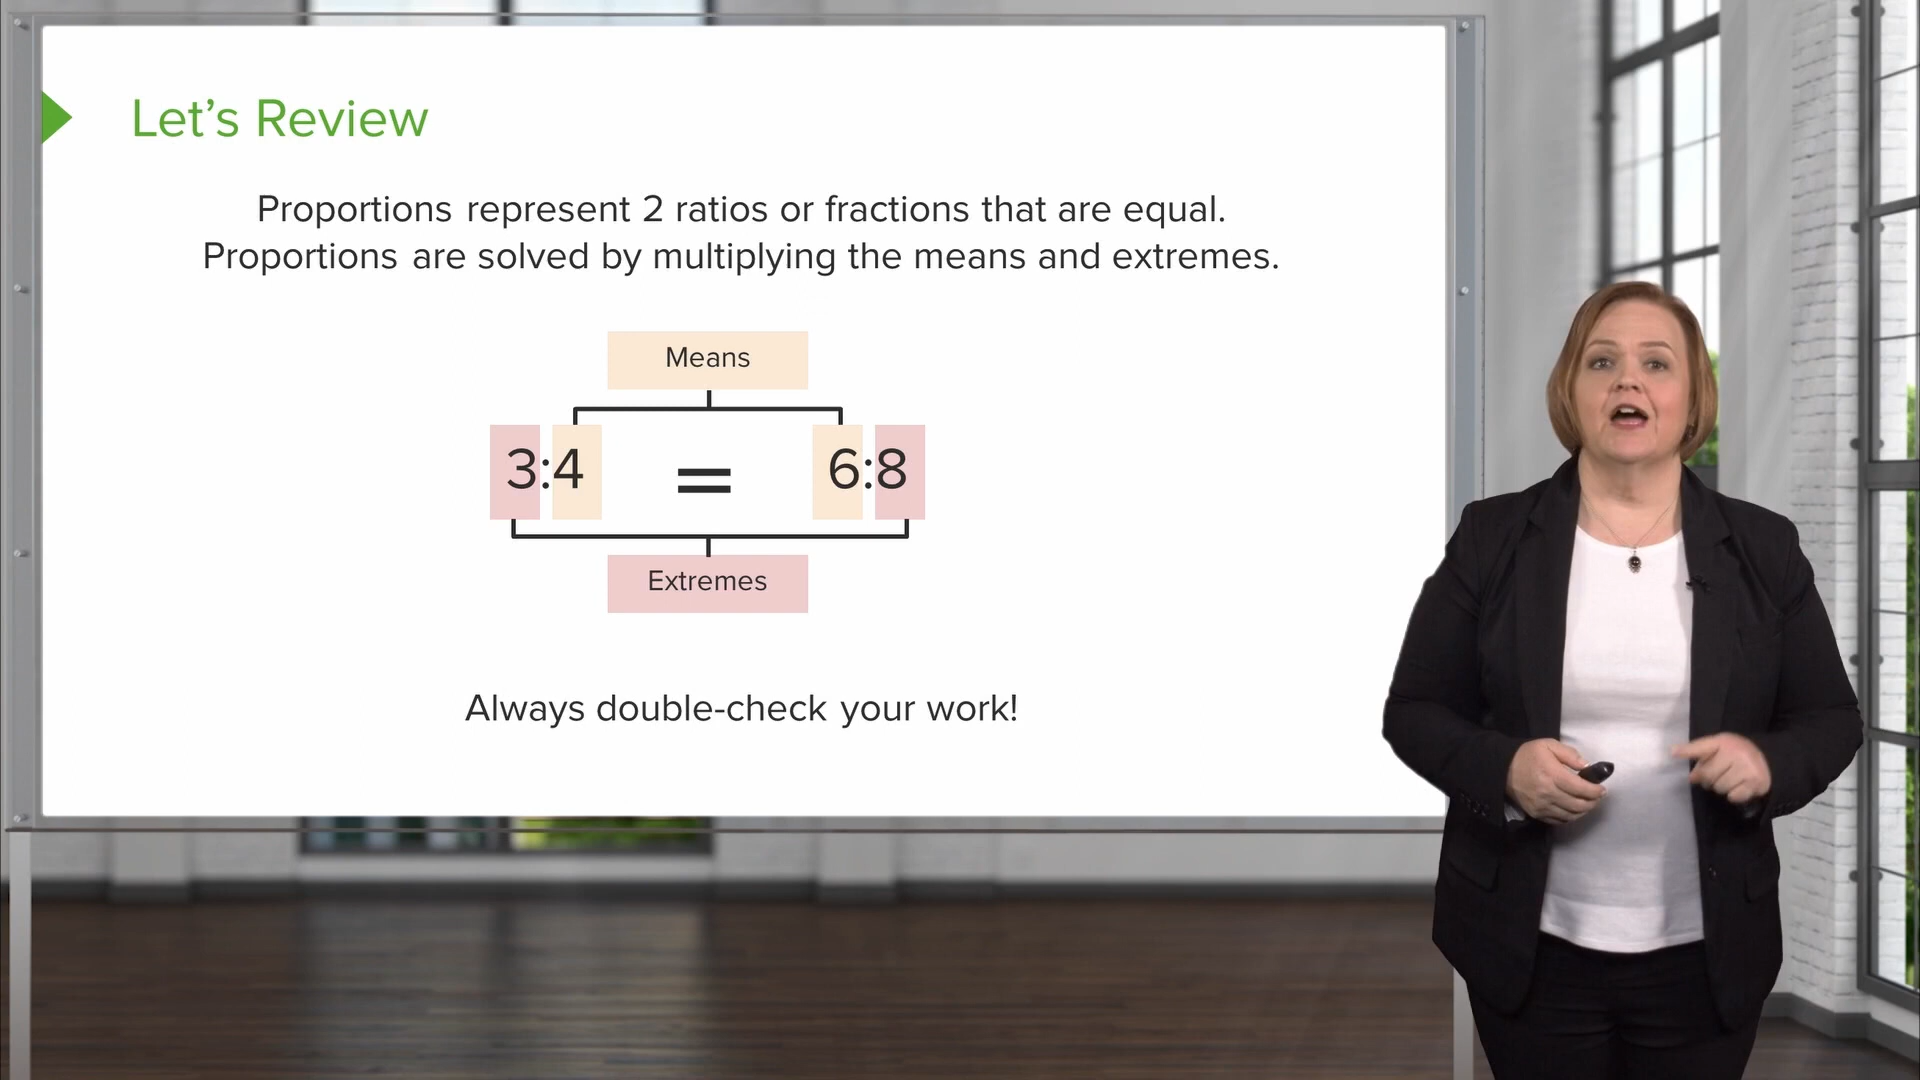 Let’s Review
Proportions represent 2 ratios or fractions that are equal.
Proportions are solved by multiplying the means and extremes.
Means
3:4 = 6:8
Extremes
Always double-check your work!